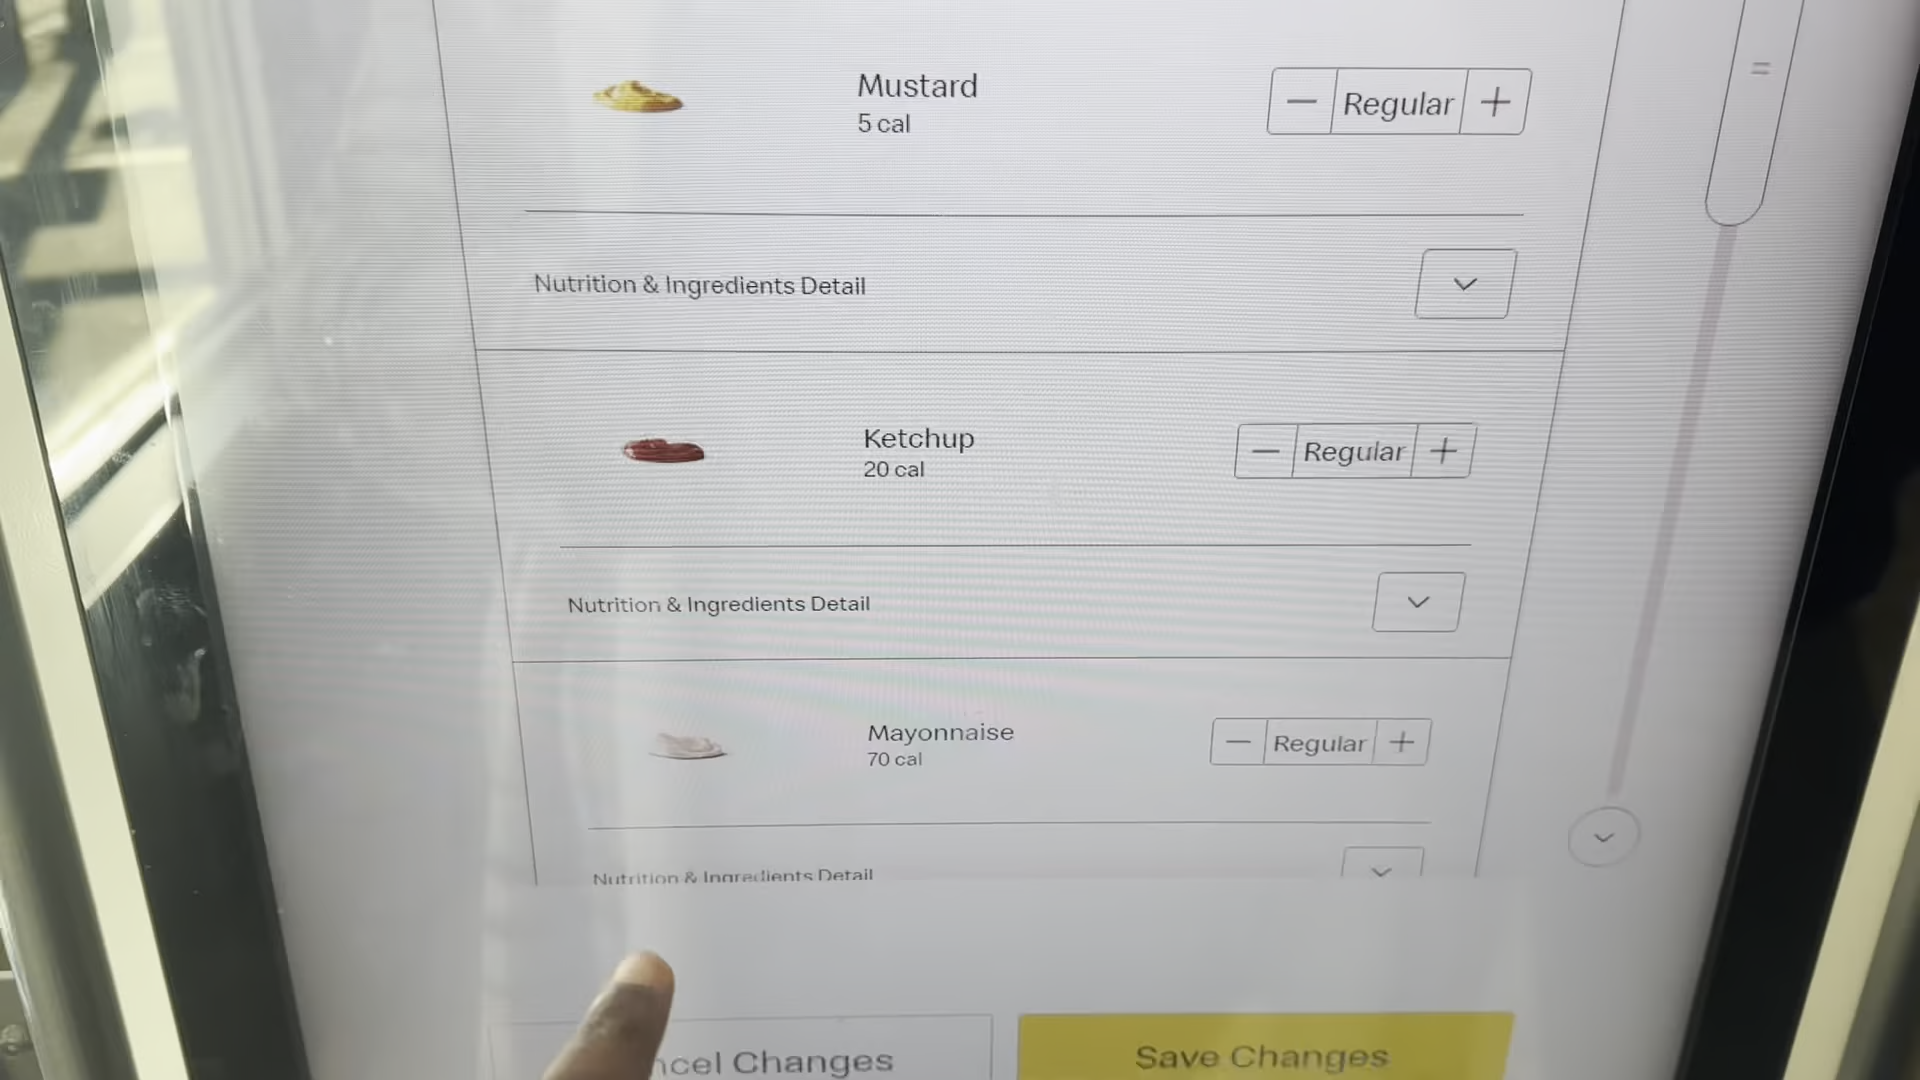 Mustard
5 cal
Regular
Nutrition & Ingredients Detail
Ketchup
20 cal
Regular
Nutrition & Ingredients Detail
Mayonnaise
70 cal
Regular
Nutrition & Ingredients Detail
ncel Changes
Save Changes